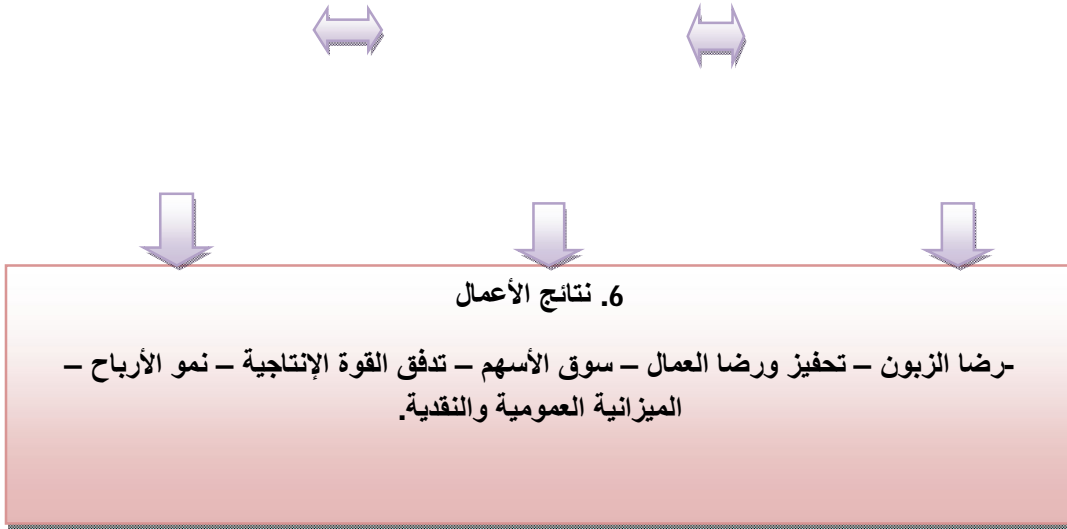 6. نتائج الأعمال
-رضا الزبون – تحفيز ورضا العمال – سوق الأسهم – تدفق القوة الإنتاجية – نمو الأرباح –
الميزانية العمومية والنقدية.